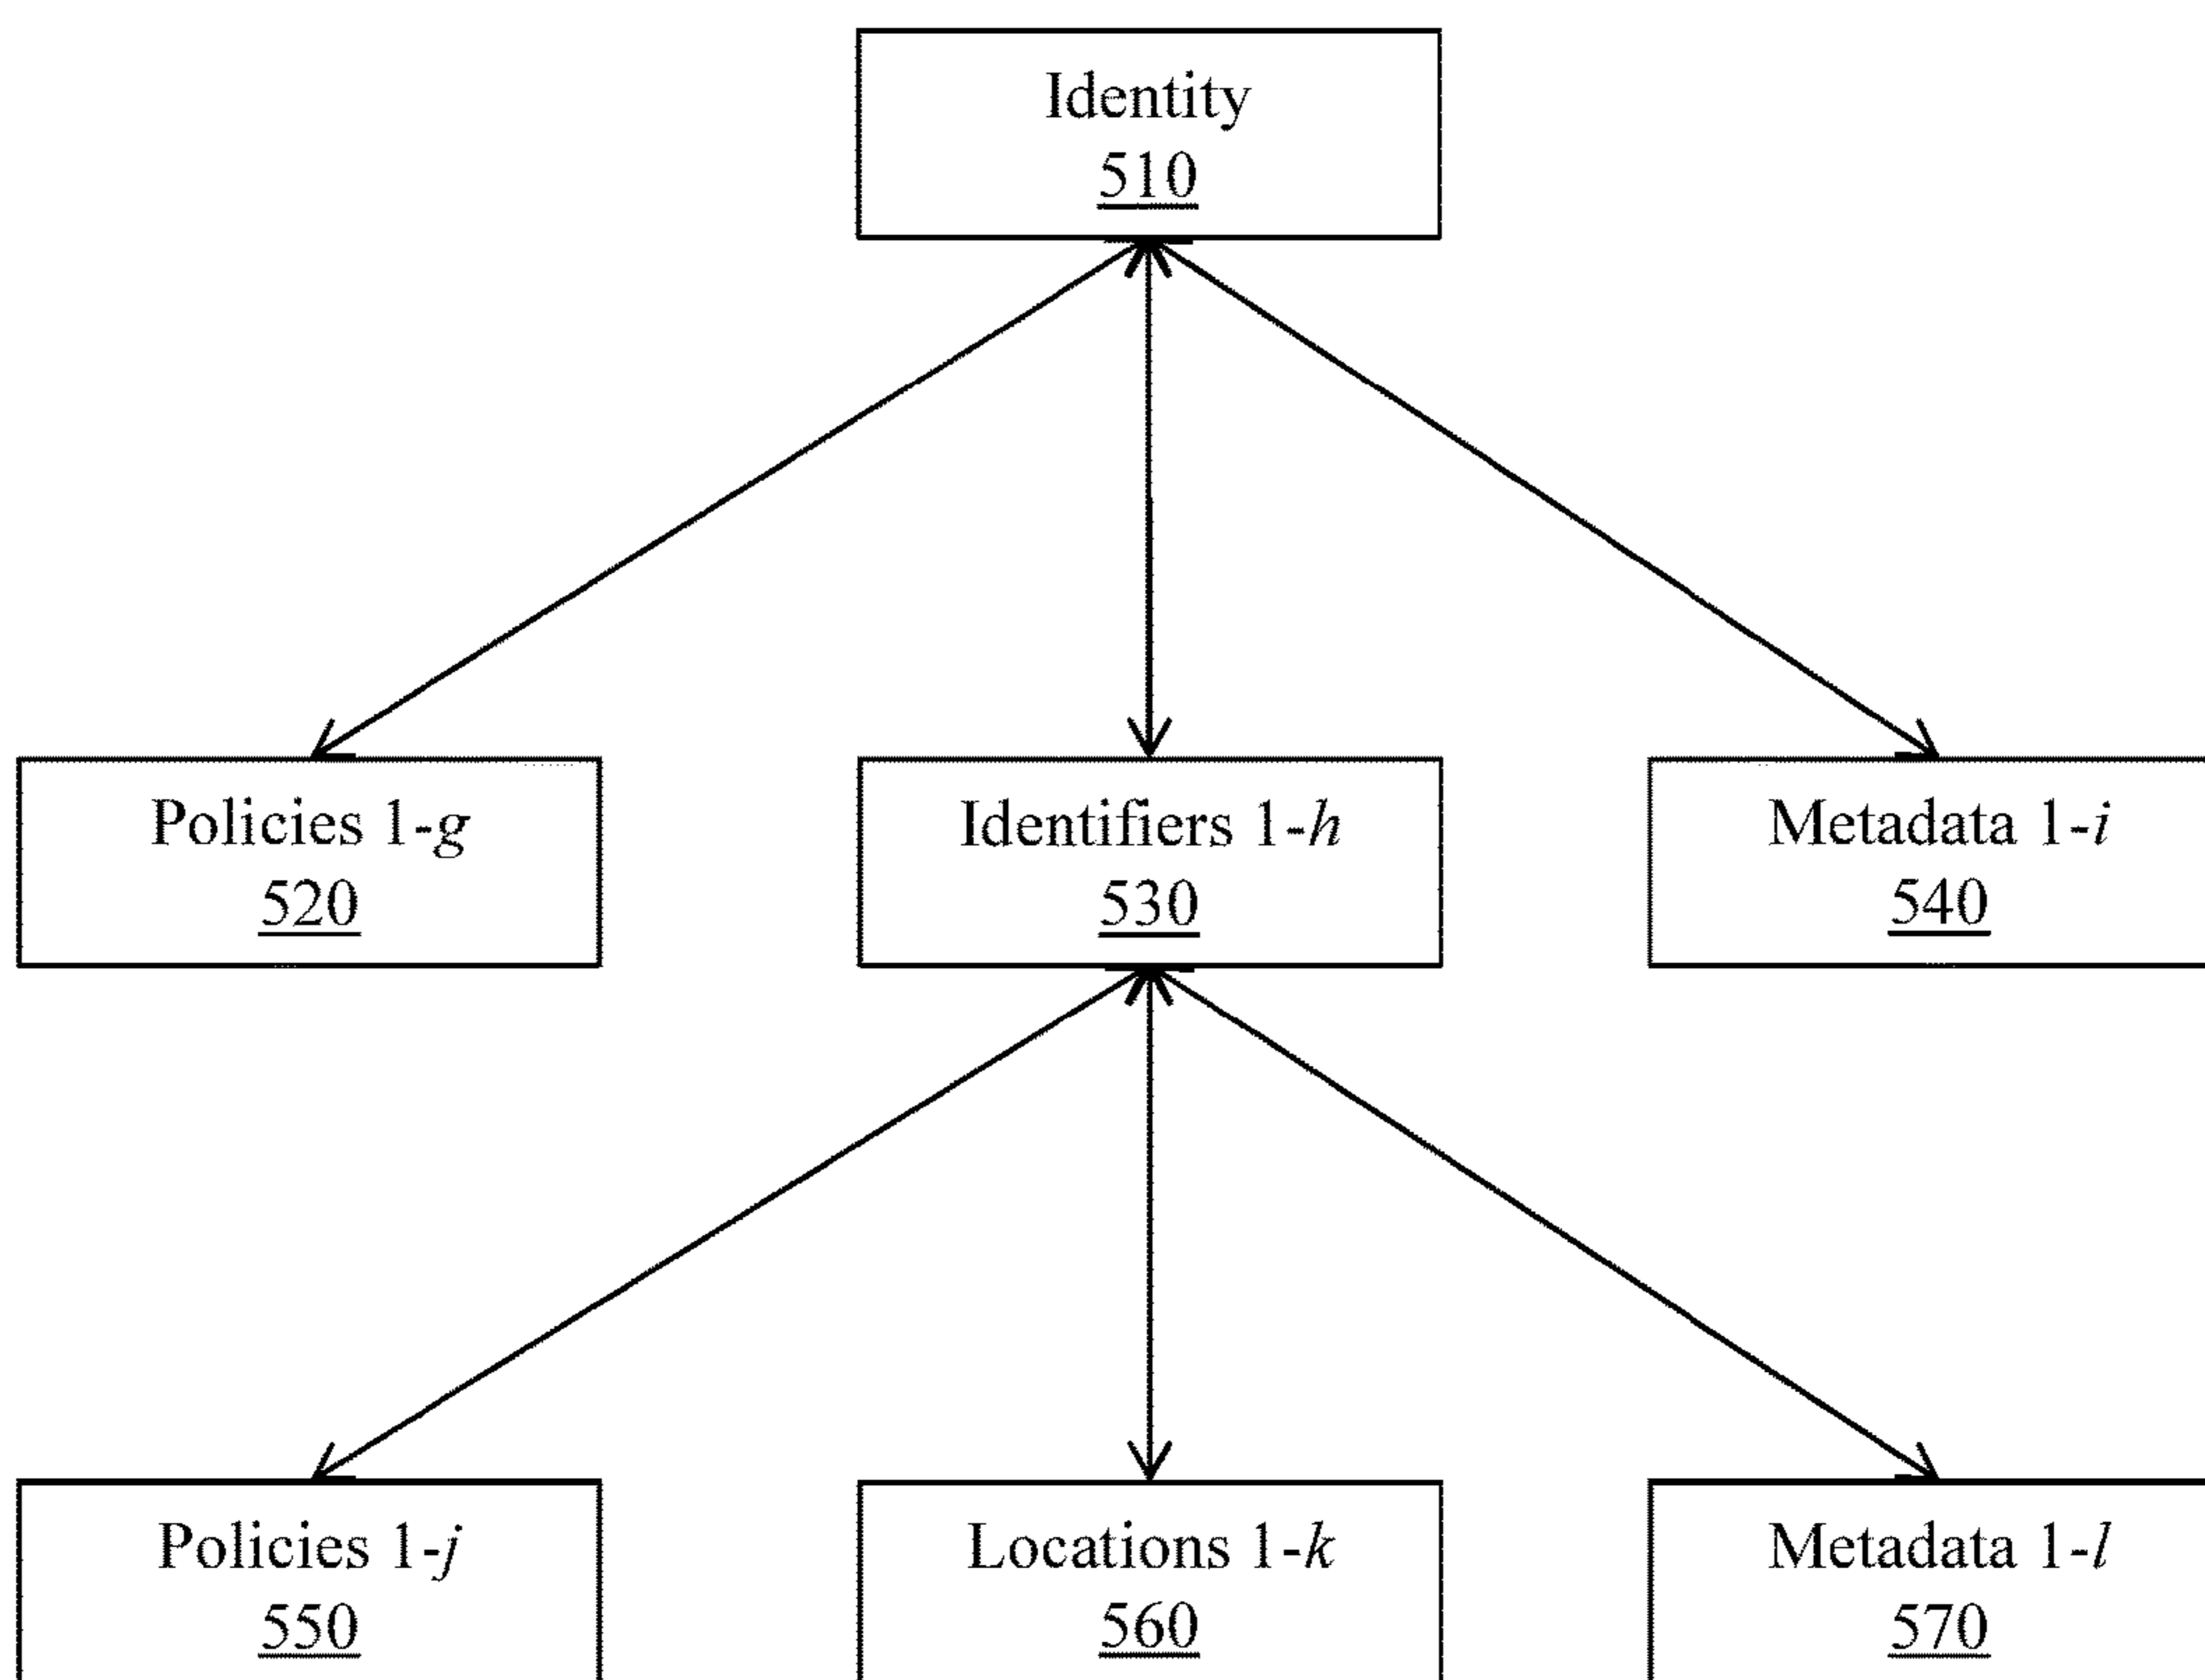 Identity
510
Policies 1-g
520
Identifiers 1-h
530
Metadata 1-i
540
Policies 1-j
550
Locations 1-k
560
Metadata 1-l
570